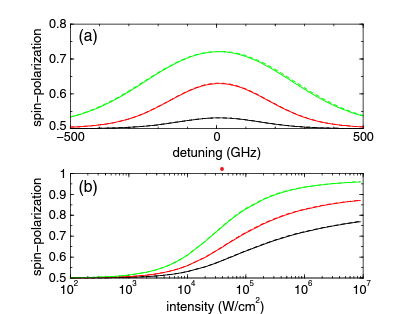 0.8
(a)
0.7
0.6
0.5
spin−polarization
−500 0 500
detuning (GHz)
1
(b)
0.9
0.8
0.7
0.6
0.5
spin−polarization
10^2 10^3 10^4 10^5 10^6 10^7
intensity (W/cm^2)